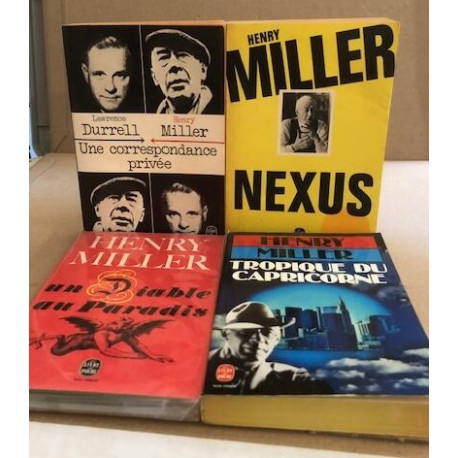 Lawrence
Durrell
Henry
Miller
Une correspondance
privée
HENRY
MILLER
NEXUS
HENRY
MILLER
un Diable
au Paradis
HENRY
MILLER
TROPIQUE DU
CAPRICORNE